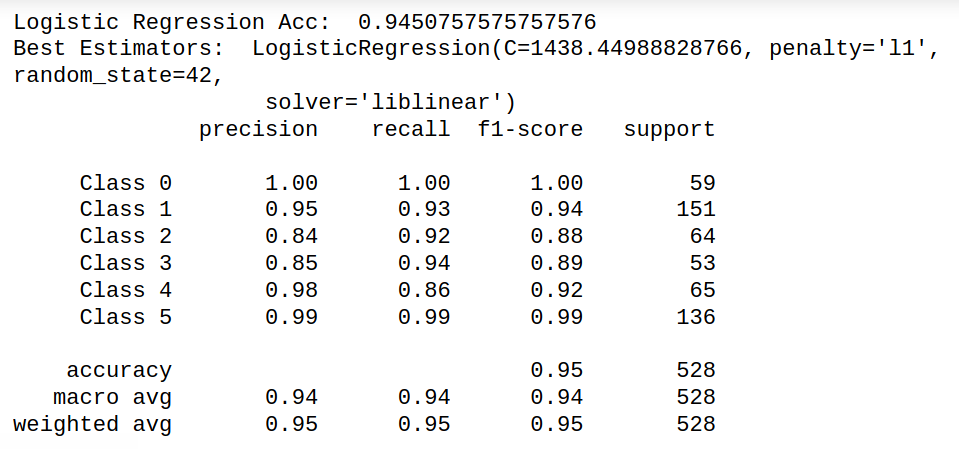 Logistic Regression Acc:  0.9450757575757576
Best Estimators:  LogisticRegression(C=1438.44988828766, penalty='l1',
random_state=42,
                   solver='liblinear')
              precision    recall  f1-score   support

     Class 0       1.00      1.00      1.00        59
     Class 1       0.95      0.93      0.94       151
     Class 2       0.84      0.92      0.88        64
     Class 3       0.85      0.94      0.89        53
     Class 4       0.98      0.86      0.92        65
     Class 5       0.99      0.99      0.99       136

    accuracy                           0.95       528
   macro avg       0.94      0.94      0.94       528
weighted avg       0.95      0.95      0.95       528